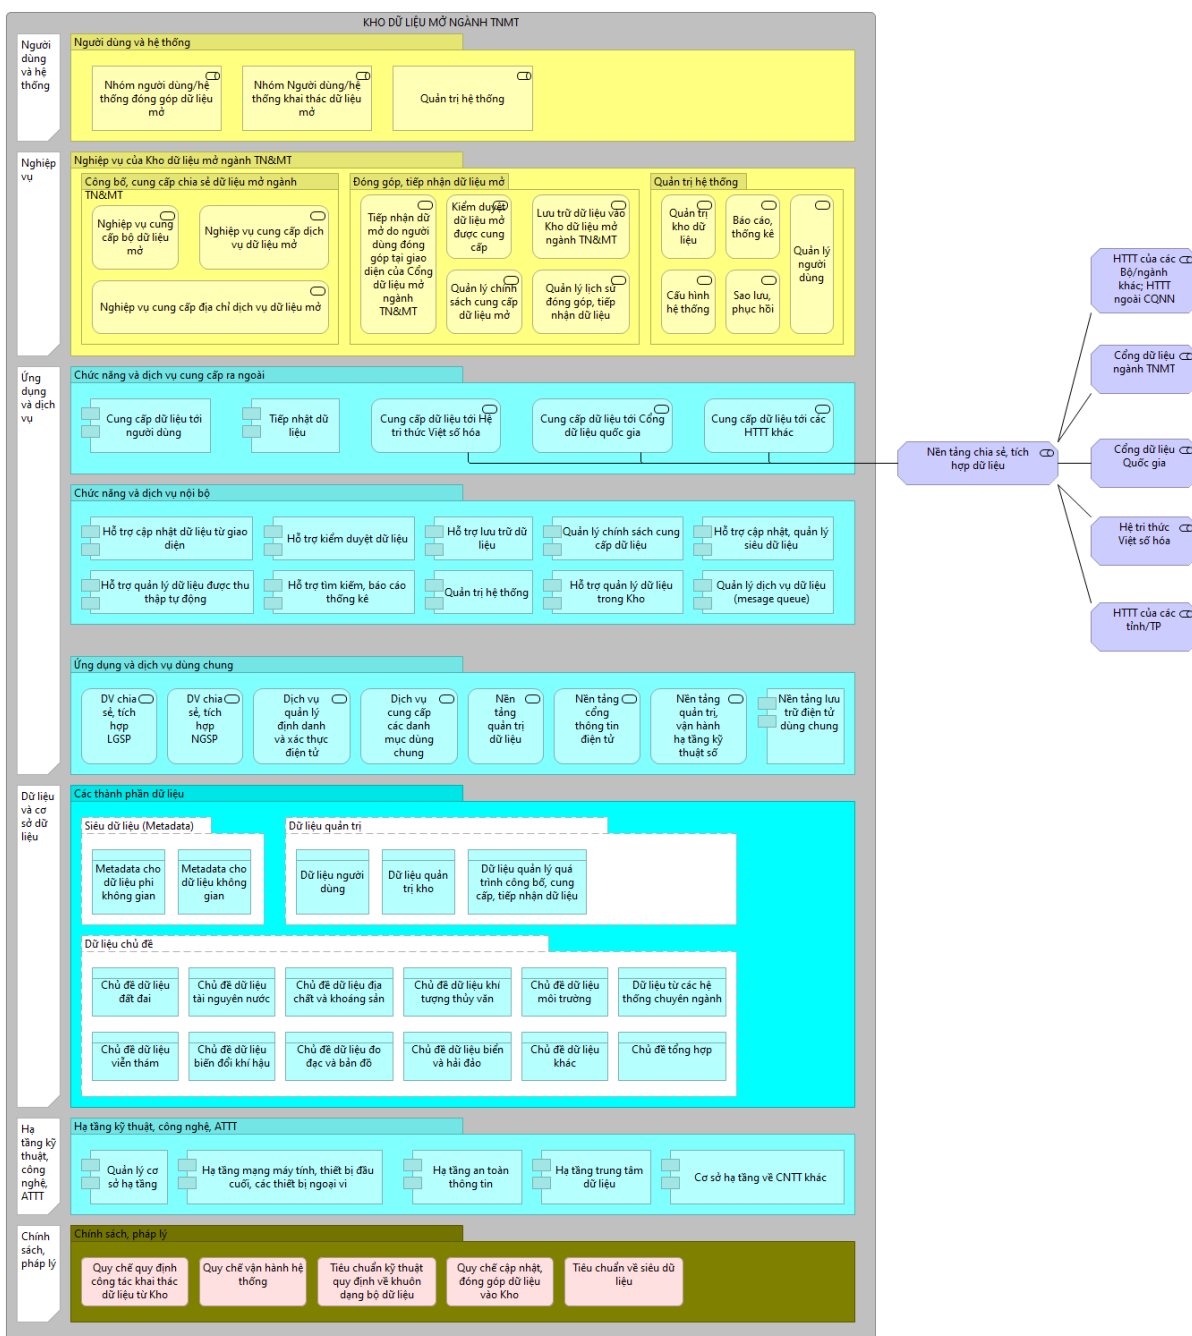 KHO DỮ LIỆU MỞ NGÀNH TNMT
Người
dùng
và hệ
thống
Người dùng và hệ thống
Nhóm người dùng/hệ
thống đóng góp dữ liệu
mở
Nhóm Người dùng/hệ
thống khai thác dữ liệu
mở
Quản trị hệ thống
Nghiệp
vụ
Nghiệp vụ của Kho dữ liệu mở ngành TN&MT
Công bố, cung cấp chia sẻ dữ liệu mở ngành
TN&MT
Nghiệp vụ cung
cấp bộ dữ liệu
mở
Nghiệp vụ cung cấp dịch
vụ dữ liệu mở
Nghiệp vụ cung cấp địa chỉ dịch vụ dữ liệu mở
Đóng góp, tiếp nhận dữ liệu mở
Tiếp nhận dữ
mở do người
dùng đóng
góp tại giao
diện của Cổng
dữ liệu mở
ngành
TN&MT
Kiểm duyệt
dữ liệu mở
được cung
cấp
Lưu trữ dữ liệu vào
Kho dữ liệu mở
ngành TN&MT
Quản lý chính
sách cung cấp
dữ liệu mở
Quản lý lịch sử
đóng góp, tiếp
nhận dữ liệu
Quản trị hệ thống
Quản trị
kho dữ
liệu
Báo cáo,
thống kê
Quản lý
người
dùng
Cấu hình
hệ thống
Sao lưu,
phục hồi
Ứng
dụng
và dịch
vụ
Chức năng và dịch vụ cung cấp ra ngoài
Cung cấp dữ liệu tới
người dùng
Tiếp nhật dữ
liệu
Cung cấp dữ liệu tới Hệ
tri thức Việt số hóa
Cung cấp dữ liệu tới Cổng
dữ liệu quốc gia
Cung cấp dữ liệu tới các
HTTT khác
Nền tảng chia sẻ, tích
hợp dữ liệu
HTTT của các
Bộ/ngành
khác; HTTT
ngoài CQNN
Cổng dữ liệu
ngành TNMT
Cổng dữ liệu
Quốc gia
Hệ tri thức
Việt số hóa
HTTT của các
tỉnh/TP
Chức năng và dịch vụ nội bộ
Hỗ trợ cập nhật dữ liệu từ giao
diện
Hỗ trợ kiểm duyệt dữ liệu
Hỗ trợ lưu trữ dữ
liệu
Quản lý chính sách cung
cấp dữ liệu
Hỗ trợ cập nhật, quản lý
siêu dữ liệu
Hỗ trợ quản lý dữ liệu được thu
thập tự động
Hỗ trợ tìm kiếm, báo cáo
thống kê
Quản trị hệ thống
Hỗ trợ quản lý dữ liệu
trong Kho
Quản lý dịch vụ dữ liệu
(mesage queue)
Ứng dụng và dịch vụ dùng chung
DV chia
sẻ, tích
hợp
LGSP
DV chia
sẻ, tích
hợp
NGSP
Dịch vụ
quản lý
định danh
và xác thực
điện tử
Dịch vụ
cung cấp
các danh
mục dùng
chung
Nền
tảng
quản trị
dữ liệu
Nền tảng
cổng
thông tin
điện tử
Nền tảng
quản trị,
vận hành
hạ tầng kỹ
thuật số
Nền tảng lưu
trữ điện tử
dùng chung
Dữ liệu
và cơ
sở dữ
liệu
Các thành phần dữ liệu
Siêu dữ liệu (Metadata)
Metadata cho
dữ liệu phi
không gian
Metadata cho
dữ liệu không
gian
Dữ liệu quản trị
Dữ liệu người
dùng
Dữ liệu quản
trị kho
Dữ liệu quản lý quá
trình công bố, cung
cấp, tiếp nhận dữ liệu
Dữ liệu chủ đề
Chủ đề dữ liệu
đất đai
Chủ đề dữ liệu
tài nguyên nước
Chủ đề dữ liệu địa
chất và khoáng sản
Chủ đề dữ liệu khí
tượng thủy văn
Chủ đề dữ liệu
môi trường
Dữ liệu từ các hệ
thống chuyên ngành
Chủ đề dữ liệu
viễn thám
Chủ đề dữ liệu
biến đổi khí hậu
Chủ đề dữ liệu đo
đạc và bản đồ
Chủ đề dữ liệu biển
và hải đảo
Chủ đề dữ liệu
khác
Chủ đề tổng hợp
Hạ
tầng kỹ
thuật,
công
nghệ,
ATTT
Hạ tầng kỹ thuật, công nghệ, ATTT
Quản lý cơ
sở hạ tầng
Hạ tầng mạng máy tính, thiết bị đầu
cuối, các thiết bị ngoại vi
Hạ tầng an toàn
thông tin
Hạ tầng trung tâm
dữ liệu
Cơ sở hạ tầng về CNTT khác
Chính
sách,
pháp lý
Chính sách, pháp lý
Quy chế quy định
công tác khai thác
dữ liệu từ Kho
Quy chế vận hành hệ
thống
Tiêu chuẩn kỹ thuật
quy định về khuôn
dạng bộ dữ liệu
Quy chế cập nhật,
đóng góp dữ liệu
vào Kho
Tiêu chuẩn về siêu dữ
liệu